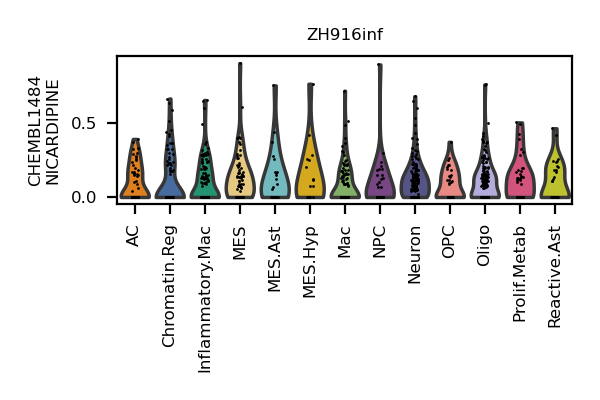 ZH916inf
CHEMBL1484
NICARDIPINE
0.5
0.0
AC
Chromatin.Reg
Inflammatory.Mac
MES
MES.Ast
MES.Hyp
Mac
NPC
Neuron
OPC
Oligo
Prolif.Metab
Reactive.Ast